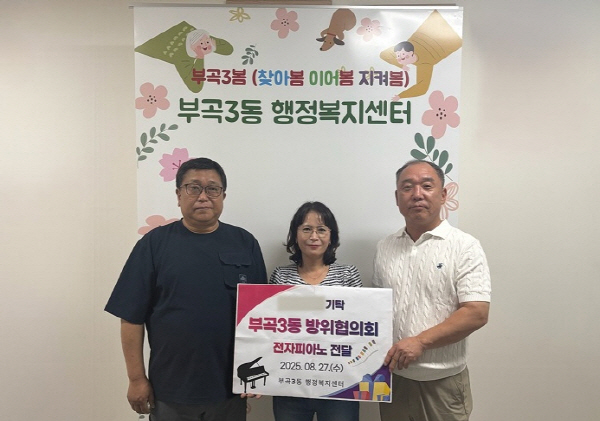 부곡3봄 (찾아봄 이어봄 지켜봄)
부곡3동 행정복지센터
기탁
부곡3동 방위협의회
전자피아노 전달
2025. 08. 27.(수)
부곡3동 행정복지센터